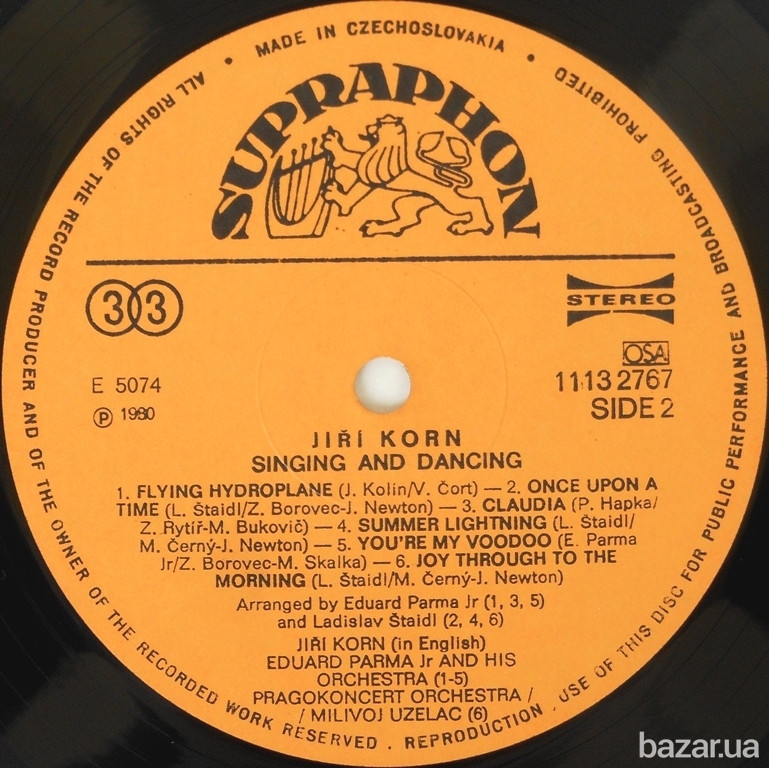 ALL RIGHTS OF THE RECORD PRODUCER AND OF THE OWNER OF THE RECORDED WORK RESERVED . REPRODUCTION , USE OF THIS DISC FOR PUBLIC PERFORMANCE AND BROADCASTING PROHIBITED
• MADE IN CZECHOSLOVAKIA •
SUPRAPHON
33
STEREO
OSA
E 5074
1113 2767
℗ 1980
SIDE 2
JIŘÍ KORN
SINGING AND DANCING
1. FLYING HYDROPLANE (J. Kolin/V. Čort) — 2. ONCE UPON A
TIME (L. Štaidl/Z. Borovec-J. Newton) — 3. CLAUDIA (P. Hapka/
Z. Rytíř-M. Bukovič) — 4. SUMMER LIGHTNING (L. Štaidl/
M. Černý-J. Newton) — 5. YOU'RE MY VOODOO (E. Parma
Jr/Z. Borovec-M. Skalka) — 6. JOY THROUGH TO THE
MORNING (L. Štaidl/M. Černý-J. Newton)
Arranged by Eduard Parma Jr (1, 3, 5)
and Ladislav Štaidl (2, 4, 6)
JIŘÍ KORN (in English)
EDUARD PARMA Jr AND HIS
ORCHESTRA (1-5)
PRAGOKONCERT ORCHESTRA /
/ MILIVOJ UZELAC (6)
bazar.ua